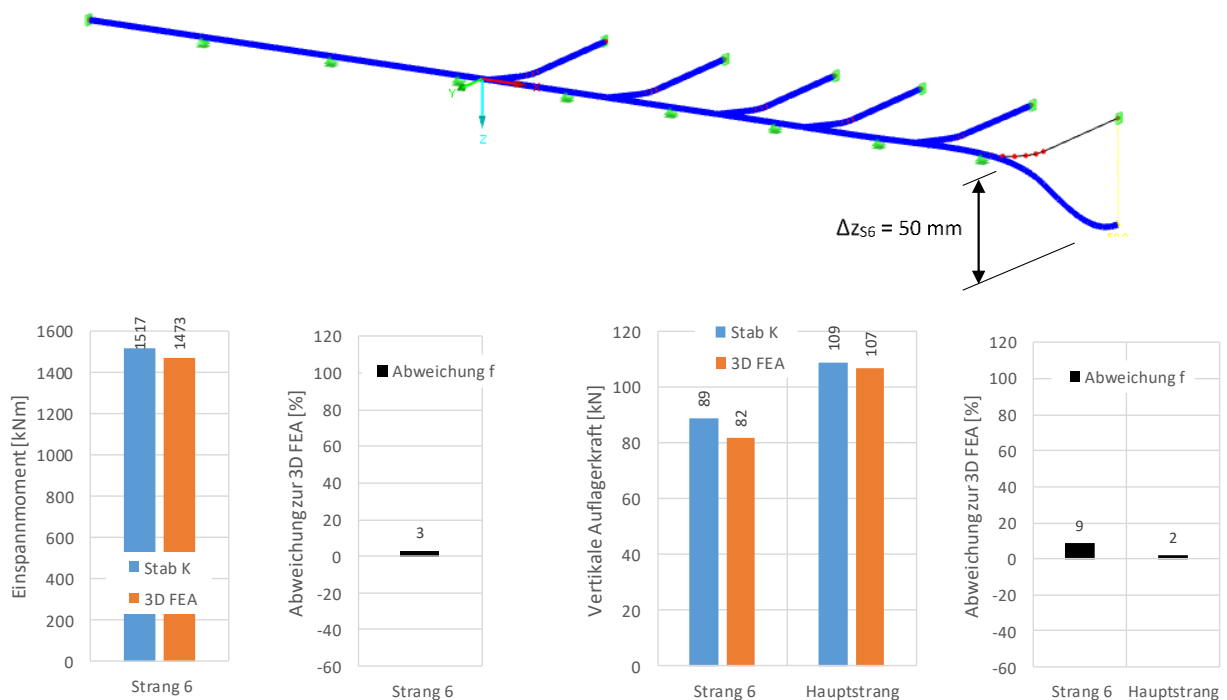 Y
X
Z
Δz_S6 = 50 mm
Einspannmoment [kNm]
1600
1400
1200
1000
800
600
400
200
0
1517
1473
Stab K
3D FEA
Strang 6
Abweichung zur 3D FEA [%]
120
100
80
60
40
20
0
-20
-40
-60
Abweichung f
3
Strang 6
Vertikale Auflagerkraft [kN]
120
100
80
60
40
20
0
Stab K
3D FEA
89
82
109
107
Strang 6
Hauptstrang
Abweichung zur 3D FEA [%]
120
100
80
60
40
20
0
-20
-40
-60
Abweichung f
9
2
Strang 6
Hauptstrang